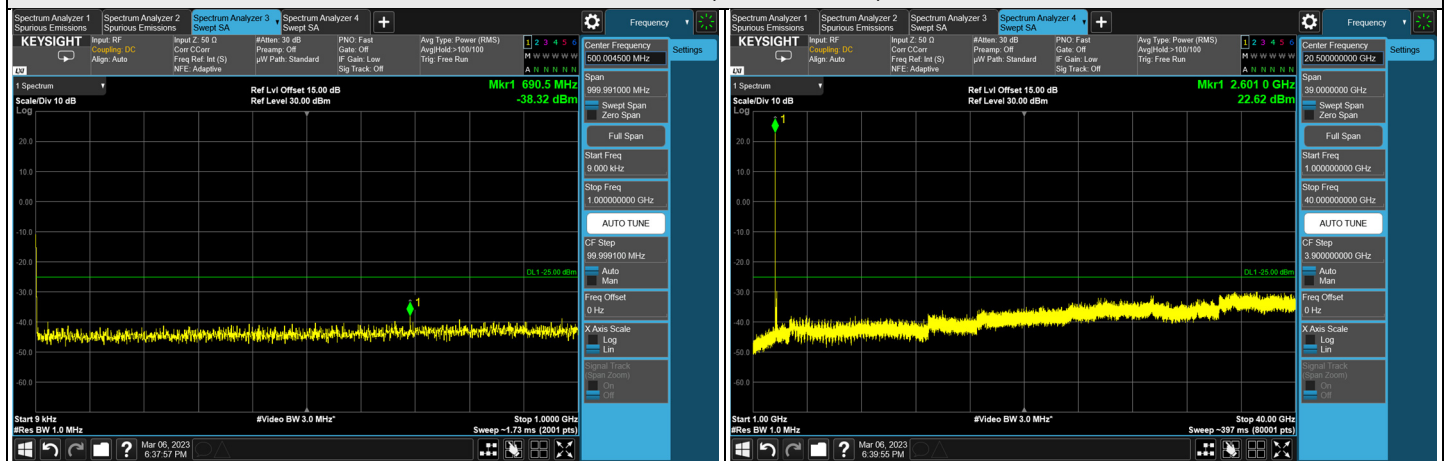 Spectrum Analyzer 1
Spurious Emissions
Spectrum Analyzer 2
Spurious Emissions
Spectrum Analyzer 3
Swept SA
Spectrum Analyzer 4
Swept SA
Frequency
KEYSIGHT
LXI
Input: RF
Coupling: DC
Align: Auto
Input Z: 50 Ω
Corr CCorr
Freq Ref: Int (S)
NFE: Adaptive
#Atten: 30 dB
Preamp: Off
µW Path: Standard
PNO: Fast
Gate: Off
IF Gain: Low
Sig Track: Off
Avg Type: Power (RMS)
Avg|Hold:>100/100
Trig: Free Run
1 2 3 4 5 6
M W W W W W
A N N N N N
1 Spectrum
Scale/Div 10 dB
Log
Ref Lvl Offset 15.00 dB
Ref Level 30.00 dBm
Mkr1 690.5 MHz
-38.32 dBm
1
20.0
10.0
0.00
-10.0
-20.0
-30.0
-40.0
-50.0
-60.0
DL1 -25.00 dBm
Start 9 kHz
#Res BW 1.0 MHz
#Video BW 3.0 MHz*
Stop 1.0000 GHz
Sweep ~1.73 ms (2001 pts)
Center Frequency
500.004500 MHz
Settings
Span
999.991000 MHz
Swept Span
Zero Span
Full Span
Start Freq
9.000 kHz
Stop Freq
1.000000000 GHz
AUTO TUNE
CF Step
99.999100 MHz
Auto
Man
Freq Offset
0 Hz
X Axis Scale
Log
Lin
Signal Track
(Span Zoom)
On
Off
?
Mar 06, 2023
6:37:57 PM
Spectrum Analyzer 1
Spurious Emissions
Spectrum Analyzer 2
Spurious Emissions
Spectrum Analyzer 3
Swept SA
Spectrum Analyzer 4
Swept SA
Frequency
KEYSIGHT
LXI
Input: RF
Coupling: DC
Align: Auto
Input Z: 50 Ω
Corr CCorr
Freq Ref: Int (S)
NFE: Adaptive
#Atten: 30 dB
Preamp: Off
µW Path: Standard
PNO: Fast
Gate: Off
IF Gain: Low
Sig Track: Off
Avg Type: Power (RMS)
Avg|Hold:>100/100
Trig: Free Run
1 2 3 4 5 6
M W W W W W
A N N N N N
1 Spectrum
Scale/Div 10 dB
Log
Ref Lvl Offset 15.00 dB
Ref Level 30.00 dBm
Mkr1 2.601 0 GHz
22.62 dBm
1
20.0
10.0
0.00
-10.0
-20.0
-30.0
-40.0
-50.0
-60.0
DL1 -25.00 dBm
Start 1.00 GHz
#Res BW 1.0 MHz
#Video BW 3.0 MHz*
Stop 40.00 GHz
Sweep ~397 ms (80001 pts)
Center Frequency
20.500000000 GHz
Settings
Span
39.0000000 GHz
Swept Span
Zero Span
Full Span
Start Freq
1.000000000 GHz
Stop Freq
40.000000000 GHz
AUTO TUNE
CF Step
3.900000000 GHz
Auto
Man
Freq Offset
0 Hz
X Axis Scale
Log
Lin
Signal Track
(Span Zoom)
On
Off
?
Mar 06, 2023
6:39:55 PM